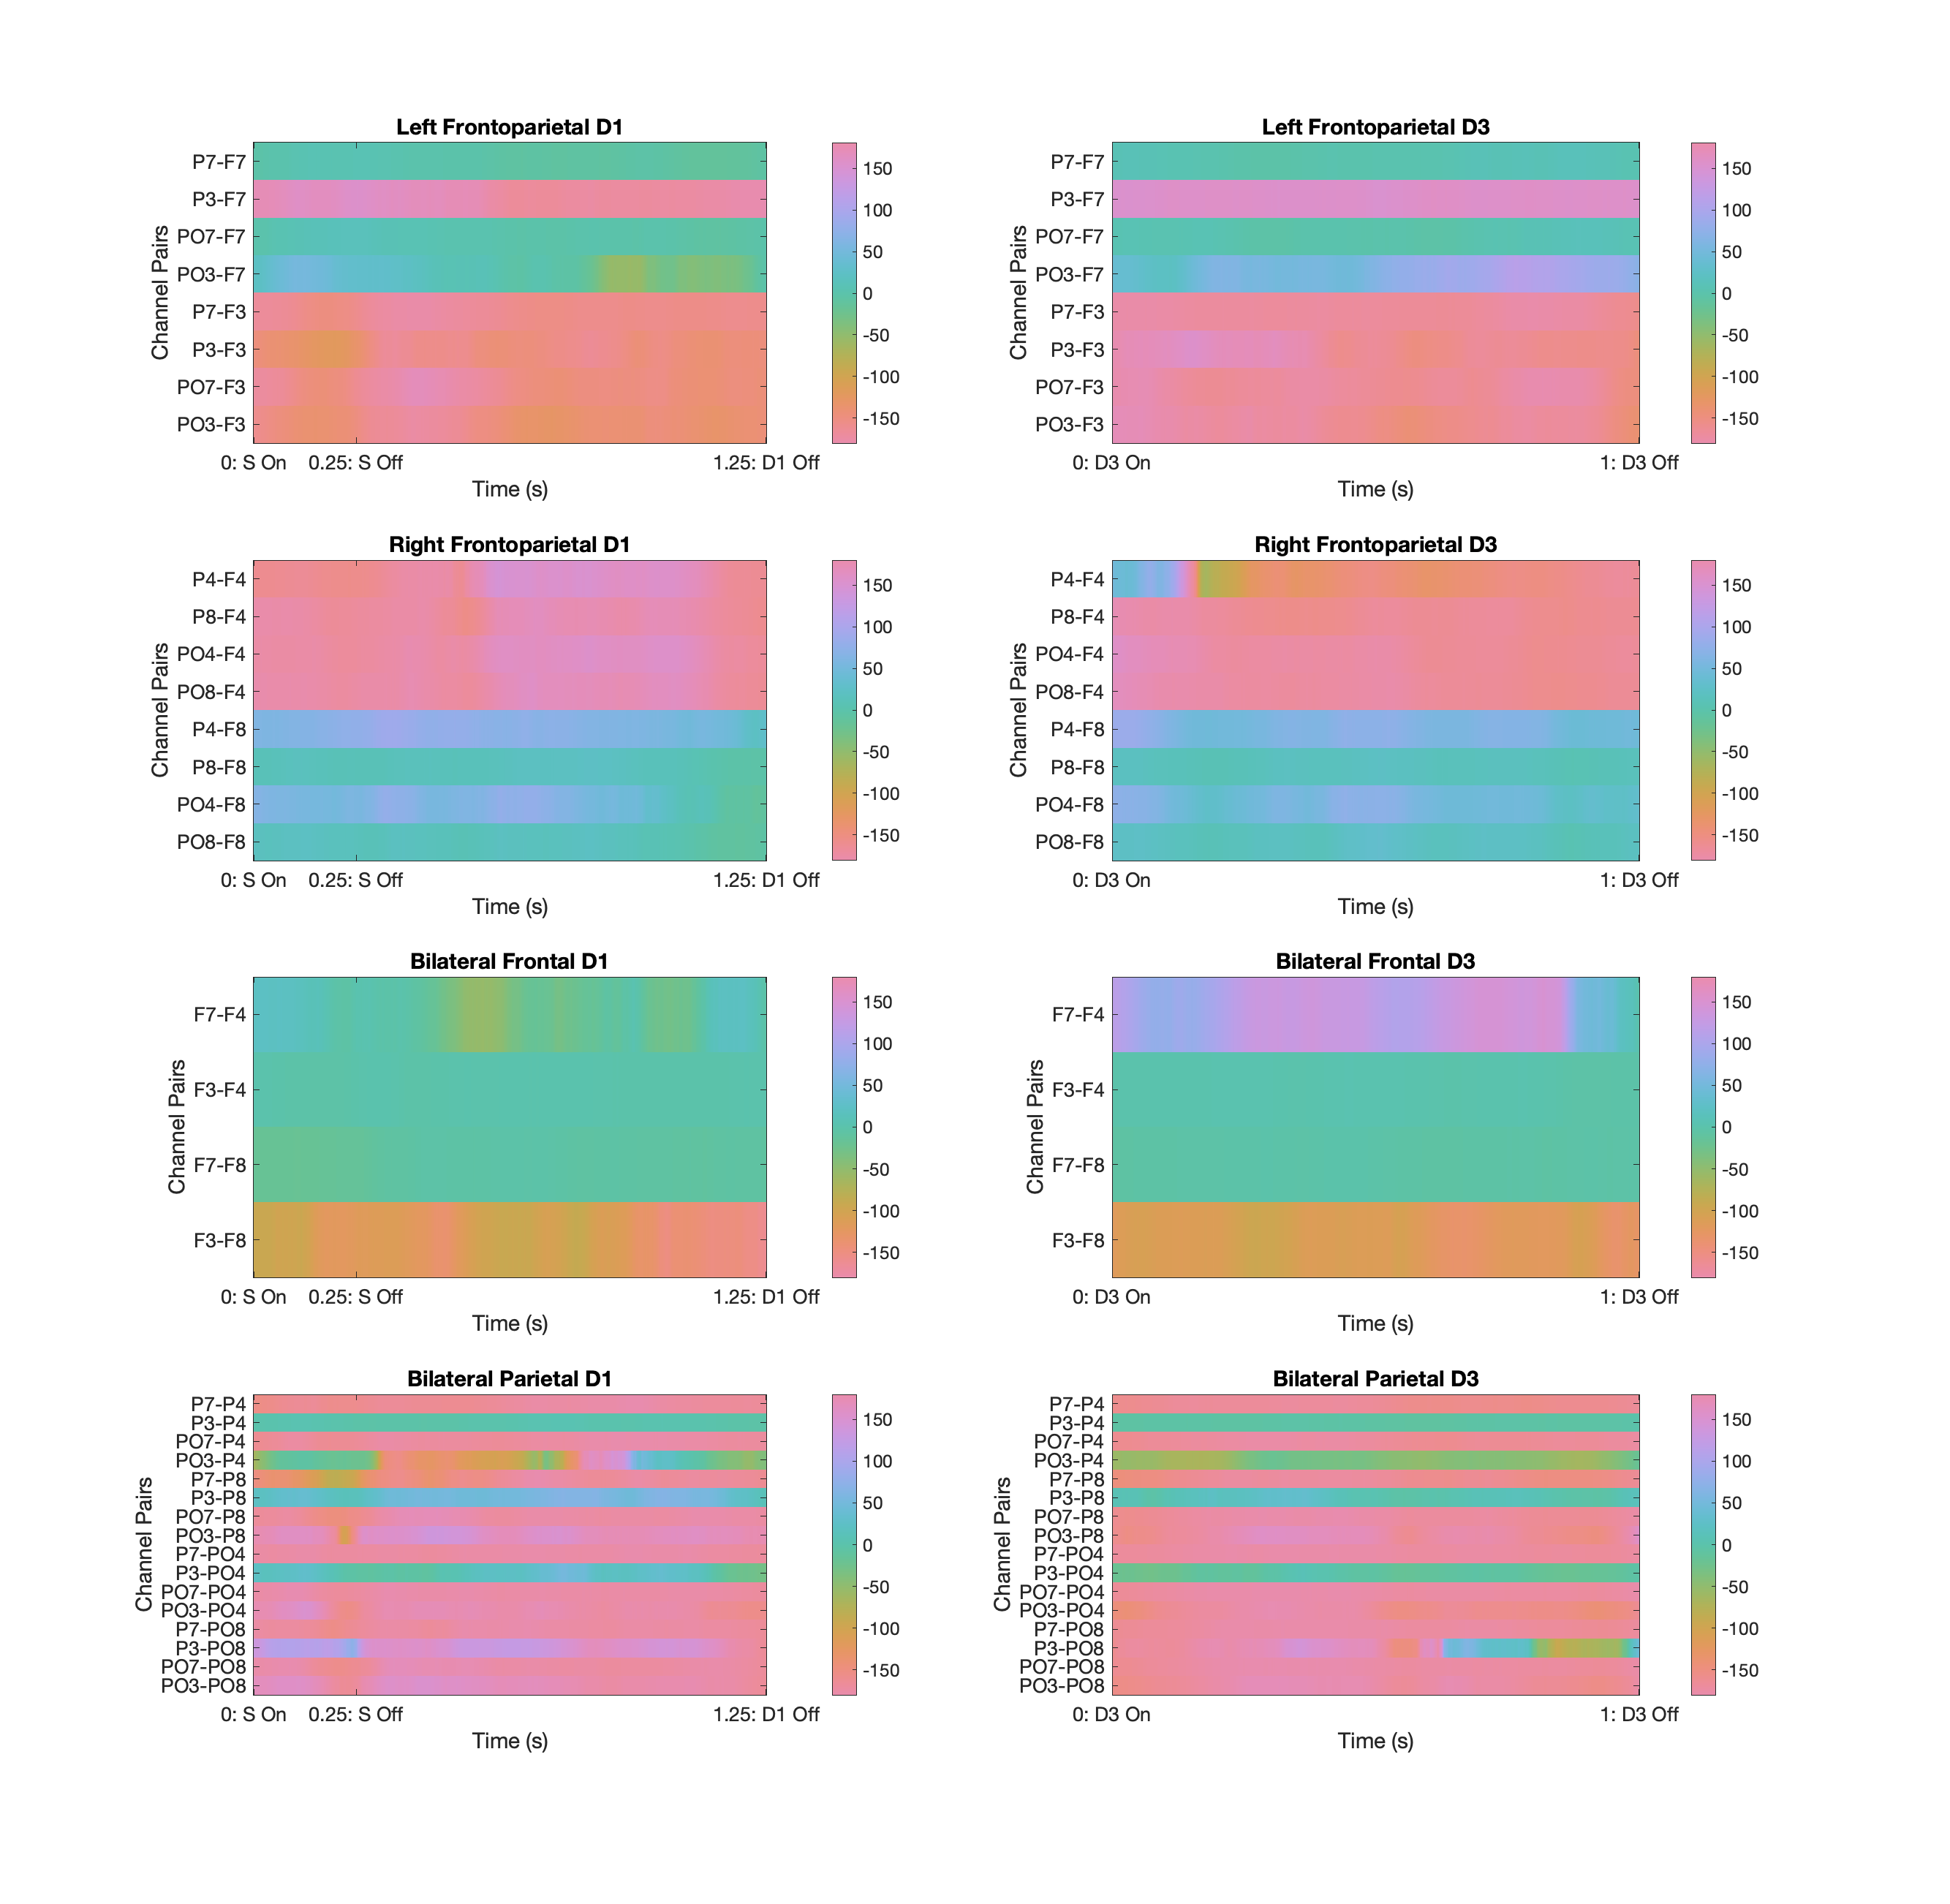 Left Frontoparietal D1
Channel Pairs
P7-F7
P3-F7
PO7-F7
PO3-F7
P7-F3
P3-F3
PO7-F3
PO3-F3
150
100
50
0
-50
-100
-150
0: S On
0.25: S Off
1.25: D1 Off
Time (s)
Left Frontoparietal D3
Channel Pairs
P7-F7
P3-F7
PO7-F7
PO3-F7
P7-F3
P3-F3
PO7-F3
PO3-F3
150
100
50
0
-50
-100
-150
0: D3 On
1: D3 Off
Time (s)
Right Frontoparietal D1
Channel Pairs
P4-F4
P8-F4
PO4-F4
PO8-F4
P4-F8
P8-F8
PO4-F8
PO8-F8
150
100
50
0
-50
-100
-150
0: S On
0.25: S Off
1.25: D1 Off
Time (s)
Right Frontoparietal D3
Channel Pairs
P4-F4
P8-F4
PO4-F4
PO8-F4
P4-F8
P8-F8
PO4-F8
PO8-F8
150
100
50
0
-50
-100
-150
0: D3 On
1: D3 Off
Time (s)
Bilateral Frontal D1
Channel Pairs
F7-F4
F3-F4
F7-F8
F3-F8
150
100
50
0
-50
-100
-150
0: S On
0.25: S Off
1.25: D1 Off
Time (s)
Bilateral Frontal D3
Channel Pairs
F7-F4
F3-F4
F7-F8
F3-F8
150
100
50
0
-50
-100
-150
0: D3 On
1: D3 Off
Time (s)
Bilateral Parietal D1
Channel Pairs
P7-P4
P3-P4
PO7-P4
PO3-P4
P7-P8
P3-P8
PO7-P8
PO3-P8
P7-PO4
P3-PO4
PO7-PO4
PO3-PO4
P7-PO8
P3-PO8
PO7-PO8
PO3-PO8
150
100
50
0
-50
-100
-150
0: S On
0.25: S Off
1.25: D1 Off
Time (s)
Bilateral Parietal D3
Channel Pairs
P7-P4
P3-P4
PO7-P4
PO3-P4
P7-P8
P3-P8
PO7-P8
PO3-P8
P7-PO4
P3-PO4
PO7-PO4
PO3-PO4
P7-PO8
P3-PO8
PO7-PO8
PO3-PO8
150
100
50
0
-50
-100
-150
0: D3 On
1: D3 Off
Time (s)